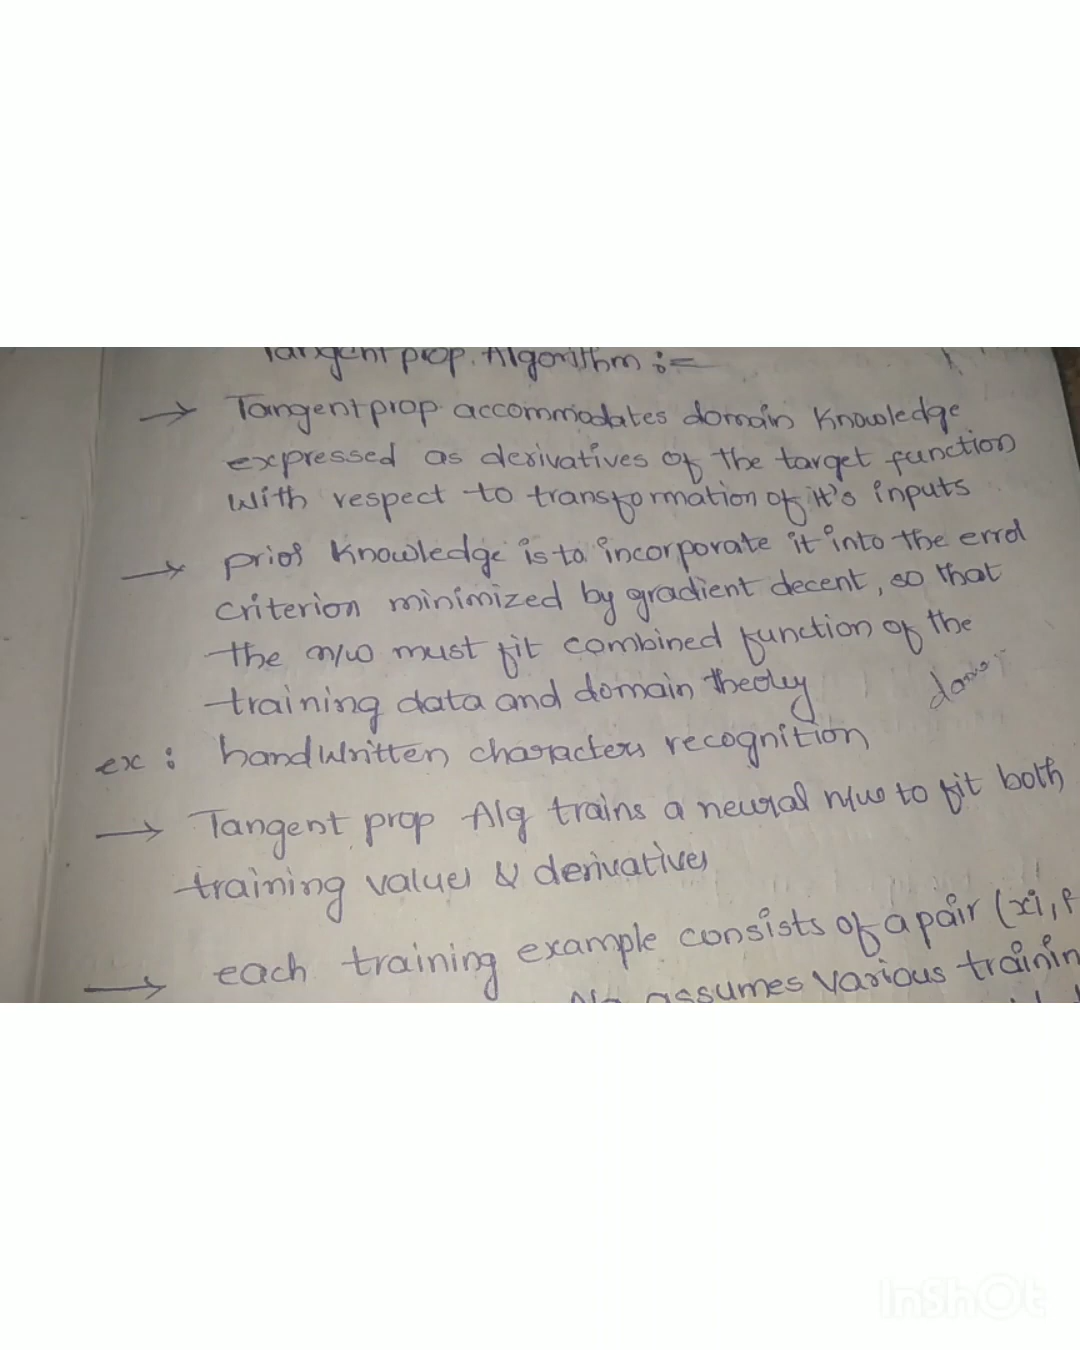 Tangent prop. Algorithm :-
→ Tangentprop accommodates domain knowledge
expressed as derivatives of the target function
with respect to transformation of it's inputs
→ prior knowledge is to incorporate it into the error
criterion minimized by gradient decent, so that
the n/w must fit combined function of the
training data and domain theory
ex : handwritten characters recognition
→ Tangent prop Alg trains a neural n/w to fit both
training values & derivatives
→ each training example consists of a pair (xi, f
assumes various trainin
InShOt